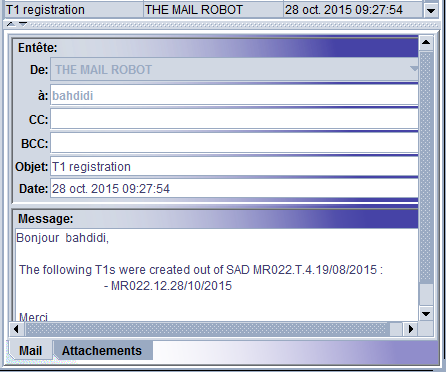 T1 registration THE MAIL ROBOT 28 oct. 2015 09:27:54
Entête:
De: THE MAIL ROBOT
à: bahdidi
CC:
BCC:
Objet: T1 registration
Date: 28 oct. 2015 09:27:54
Message:
Bonjour bahdidi,
The following T1s were created out of SAD MR022.T.4.19/08/2015 :
- MR022.12.28/10/2015
Merci
Mail Attachements